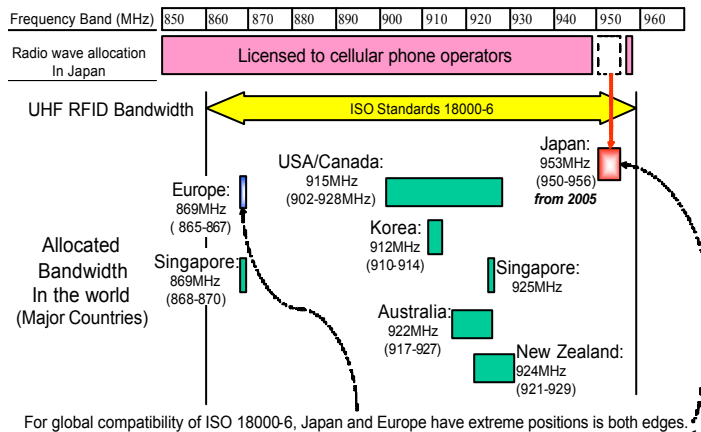 Frequency Band (MHz) 850 860 870 880 890 900 910 920 930 940 950 960
Radio wave allocation
In Japan
Licensed to cellular phone operators
UHF RFID Bandwidth
ISO Standards 18000-6
Japan:
953MHz
(950-956)
from 2005
USA/Canada:
915MHz
(902-928MHz)
Europe:
869MHz
( 865-867)
Korea:
912MHz
(910-914)
Allocated
Bandwidth
In the world
(Major Countries)
Singapore:
869MHz
(868-870)
Singapore:
925MHz
Australia:
922MHz
(917-927)
New Zealand:
924MHz
(921-929)
For global compatibility of ISO 18000-6, Japan and Europe have extreme positions is both edges.